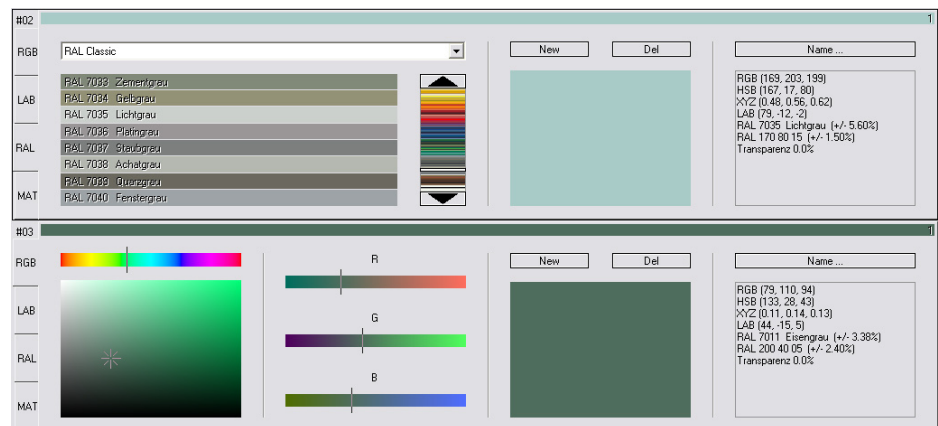 #02
1
RGB
LAB
RAL
MAT
RAL Classic
RAL 7033 Zementgrau
RAL 7034 Gelbgrau
RAL 7035 Lichtgrau
RAL 7036 Platingrau
RAL 7037 Staubgrau
RAL 7038 Achatgrau
RAL 7039 Quarzgrau
RAL 7040 Fenstergrau
New
Del
Name ...
RGB (169, 203, 199)
HSB (167, 17, 80)
XYZ (0.48, 0.56, 0.62)
LAB (79, -12, -2)
RAL 7035 Lichtgrau (+/- 5.60%)
RAL 170 80 15 (+/- 1.50%)
Transparenz 0.0%
#03
1
RGB
LAB
RAL
MAT
R
G
B
New
Del
Name ...
RGB (79, 110, 94)
HSB (133, 28, 43)
XYZ (0.11, 0.14, 0.13)
LAB (44, -15, 5)
RAL 7011 Eisengrau (+/- 3.38%)
RAL 200 40 05 (+/- 2.40%)
Transparenz 0.0%